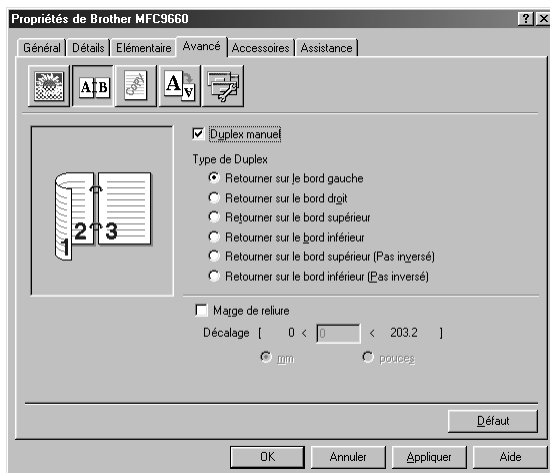 Propriétés de Brother MFC9660
Général Détails Elémentaire Avancé Accessoires Assistance
A B
Copy
A A
1 2 3
Duplex manuel
Type de Duplex
Retourner sur le bord gauche
Retourner sur le bord droit
Retourner sur le bord supérieur
Retourner sur le bord inférieur
Retourner sur le bord supérieur (Pas inversé)
Retourner sur le bord inférieur (Pas inversé)
Marge de reliure
Décalage [ 0 < 0 < 203.2 ]
mm pouces
Défaut
OK Annuler Appliquer Aide